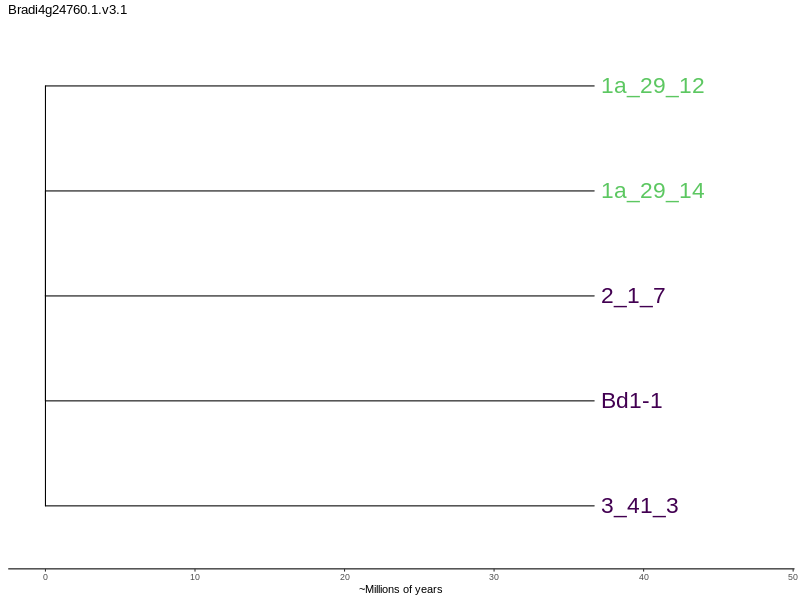 Bradi4g24760.1.v3.1
1a_29_12
1a_29_14
2_1_7
Bd1-1
3_41_3
0 10 20 30 40 50
~Millions of years